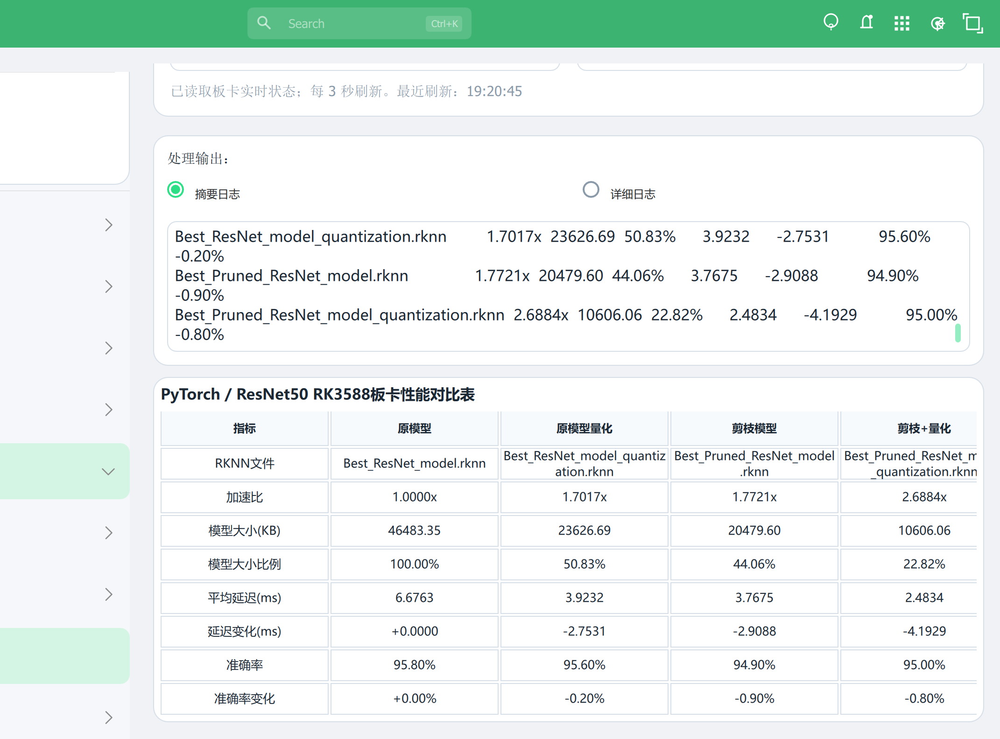 Search Ctrl+K
已读取板卡实时状态；每 3 秒刷新。最近刷新：19:20:45
处理输出：
摘要日志 详细日志
Best_ResNet_model_quantization.rknn 1.7017x 23626.69 50.83% 3.9232 -2.7531 95.60%
-0.20%
Best_Pruned_ResNet_model.rknn 1.7721x 20479.60 44.06% 3.7675 -2.9088 94.90%
-0.90%
Best_Pruned_ResNet_model_quantization.rknn 2.6884x 10606.06 22.82% 2.4834 -4.1929 95.00%
-0.80%
PyTorch / ResNet50 RK3588板卡性能对比表
指标 原模型 原模型量化 剪枝模型 剪枝+量化
RKNN文件 Best_ResNet_model.rknn Best_ResNet_model_quantiz Best_Pruned_ResNet_model Best_Pruned_ResNet_m
ation.rknn .rknn _quantization.rknn
加速比 1.0000x 1.7017x 1.7721x 2.6884x
模型大小(KB) 46483.35 23626.69 20479.60 10606.06
模型大小比例 100.00% 50.83% 44.06% 22.82%
平均延迟(ms) 6.6763 3.9232 3.7675 2.4834
延迟变化(ms) +0.0000 -2.7531 -2.9088 -4.1929
准确率 95.80% 95.60% 94.90% 95.00%
准确率变化 +0.00% -0.20% -0.90% -0.80%